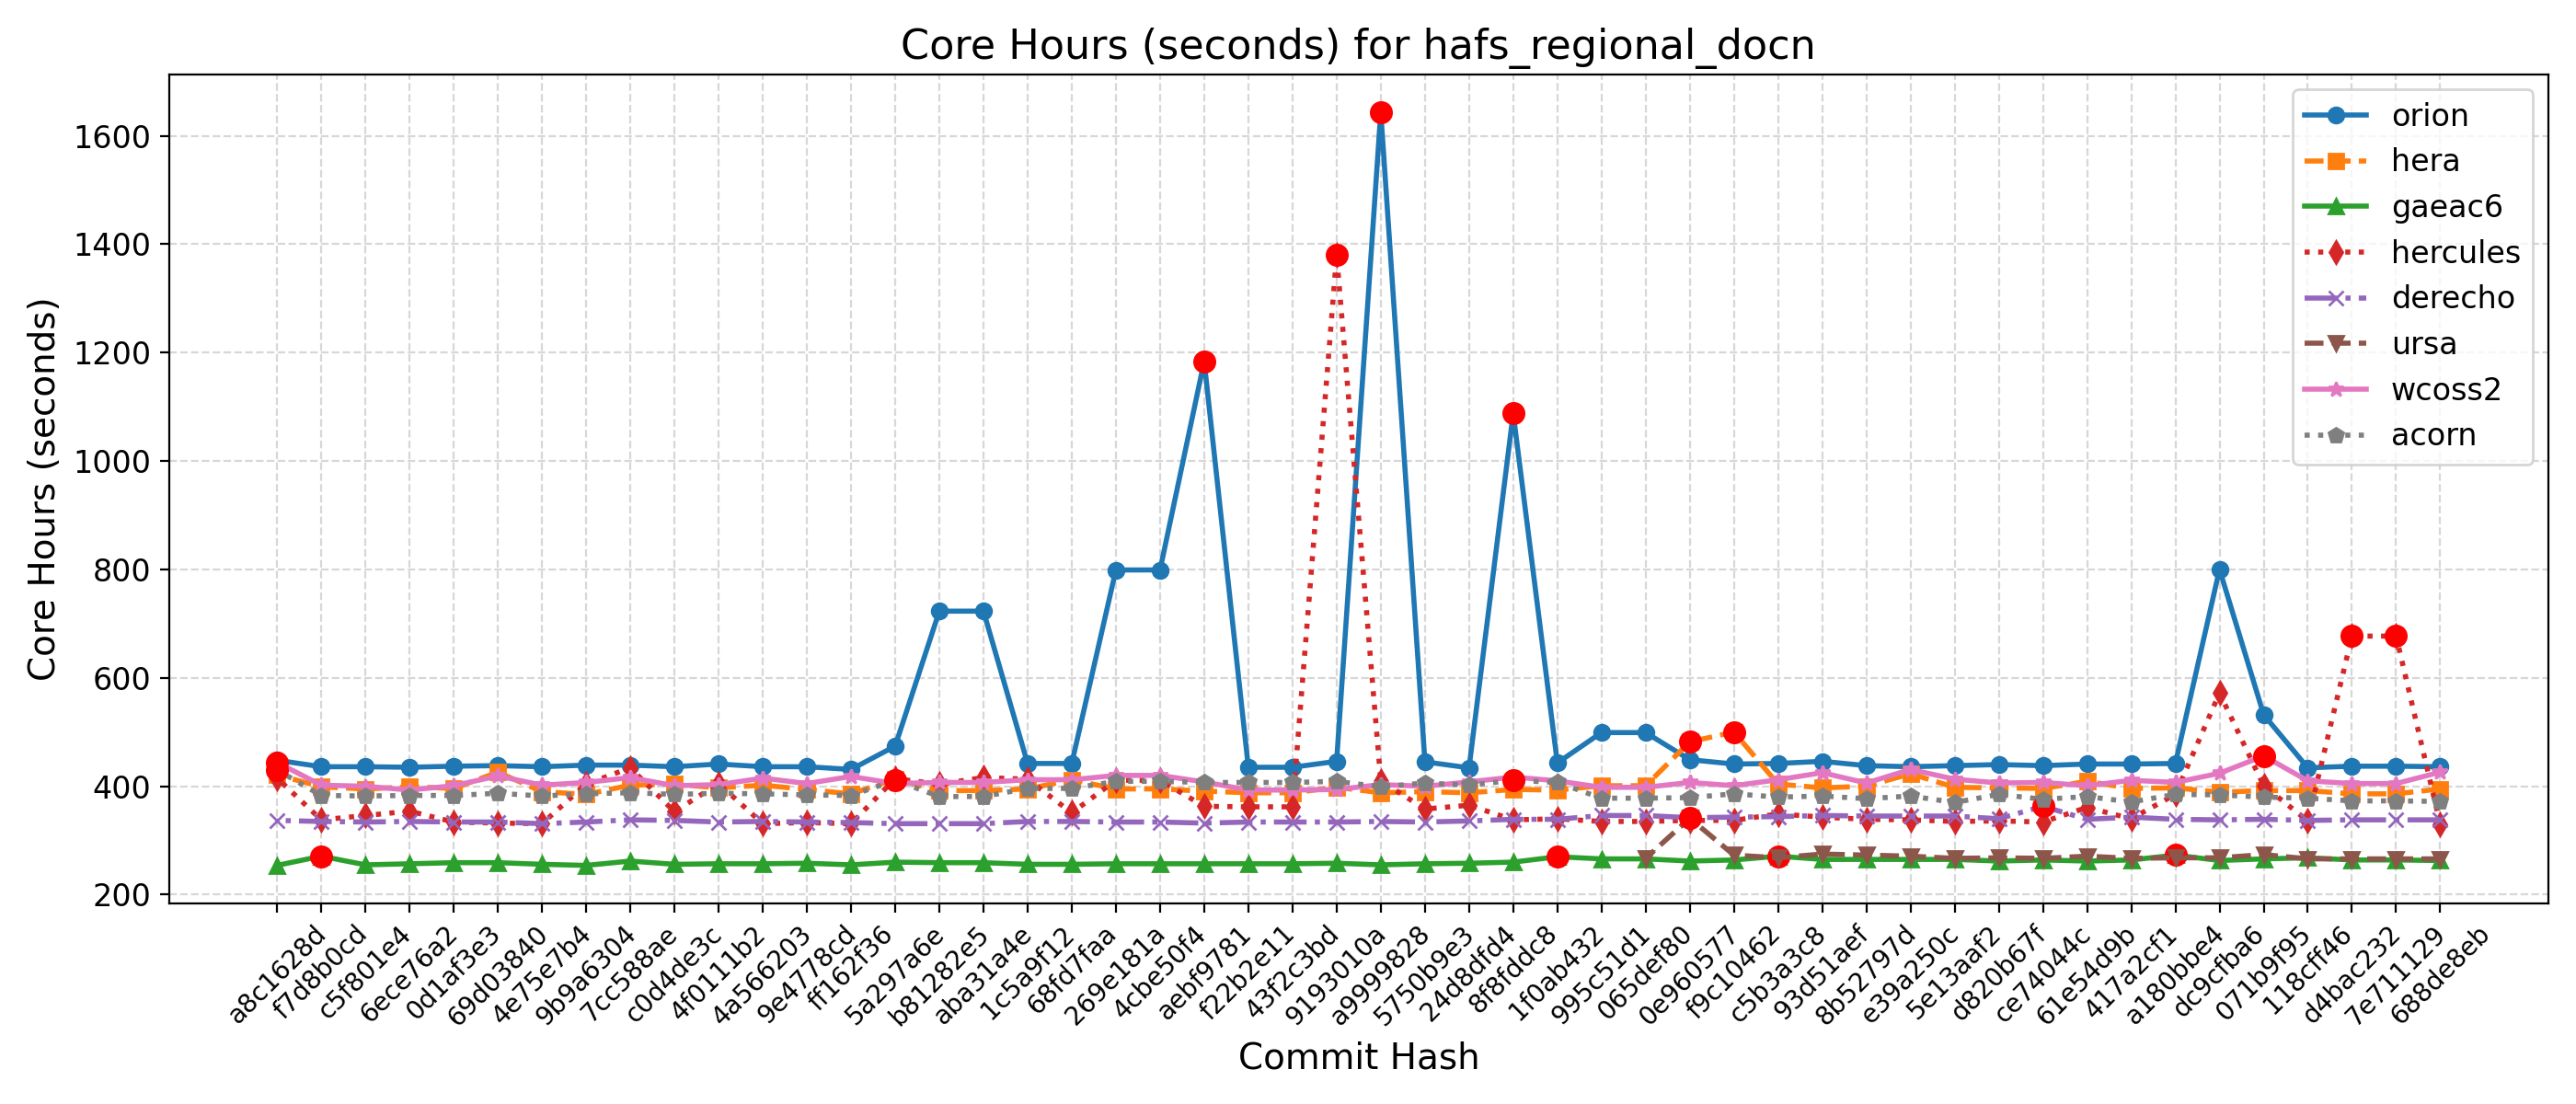 Core Hours (seconds) for hafs_regional_docn
Core Hours (seconds)
1600
1400
1200
1000
800
600
400
200
orion
hera
gaeac6
hercules
derecho
ursa
wcoss2
acorn
a8c1628d
f7d8b0cd
c5f801e4
6ece76a2
0d1af3e3
69d03840
4e75e7b4
9b9a6304
7cc588ae
c0d4de3c
4f0111b2
4a566203
9e4778cd
ff162f36
5a297a6e
b81282e5
aba31a4e
1c5a9f12
68fd7faa
269e181a
4cbe50f4
aebf9781
f22b2e11
43f2c3bd
9193010a
a9999828
5750b9e3
24d8dfd4
8f8fddc8
1f0ab432
995c51d1
065def80
0e960577
f9c10462
c5b3a3c8
93d51aef
8b52797d
e39a250c
5e13aaf2
d820b67f
ce74044c
61e54d9b
417a2cf1
a180bbe4
dc9cfba6
071b9f95
118cff46
d4bac232
7e711129
688de8eb
Commit Hash